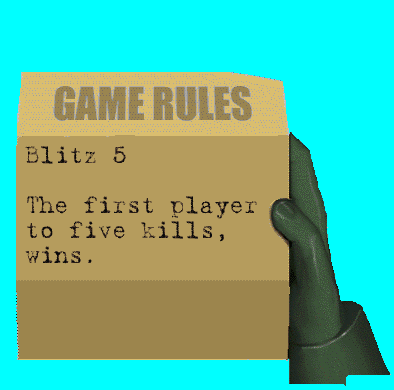 GAME RULES
Blitz 5
The first player
to five kills,
wins.